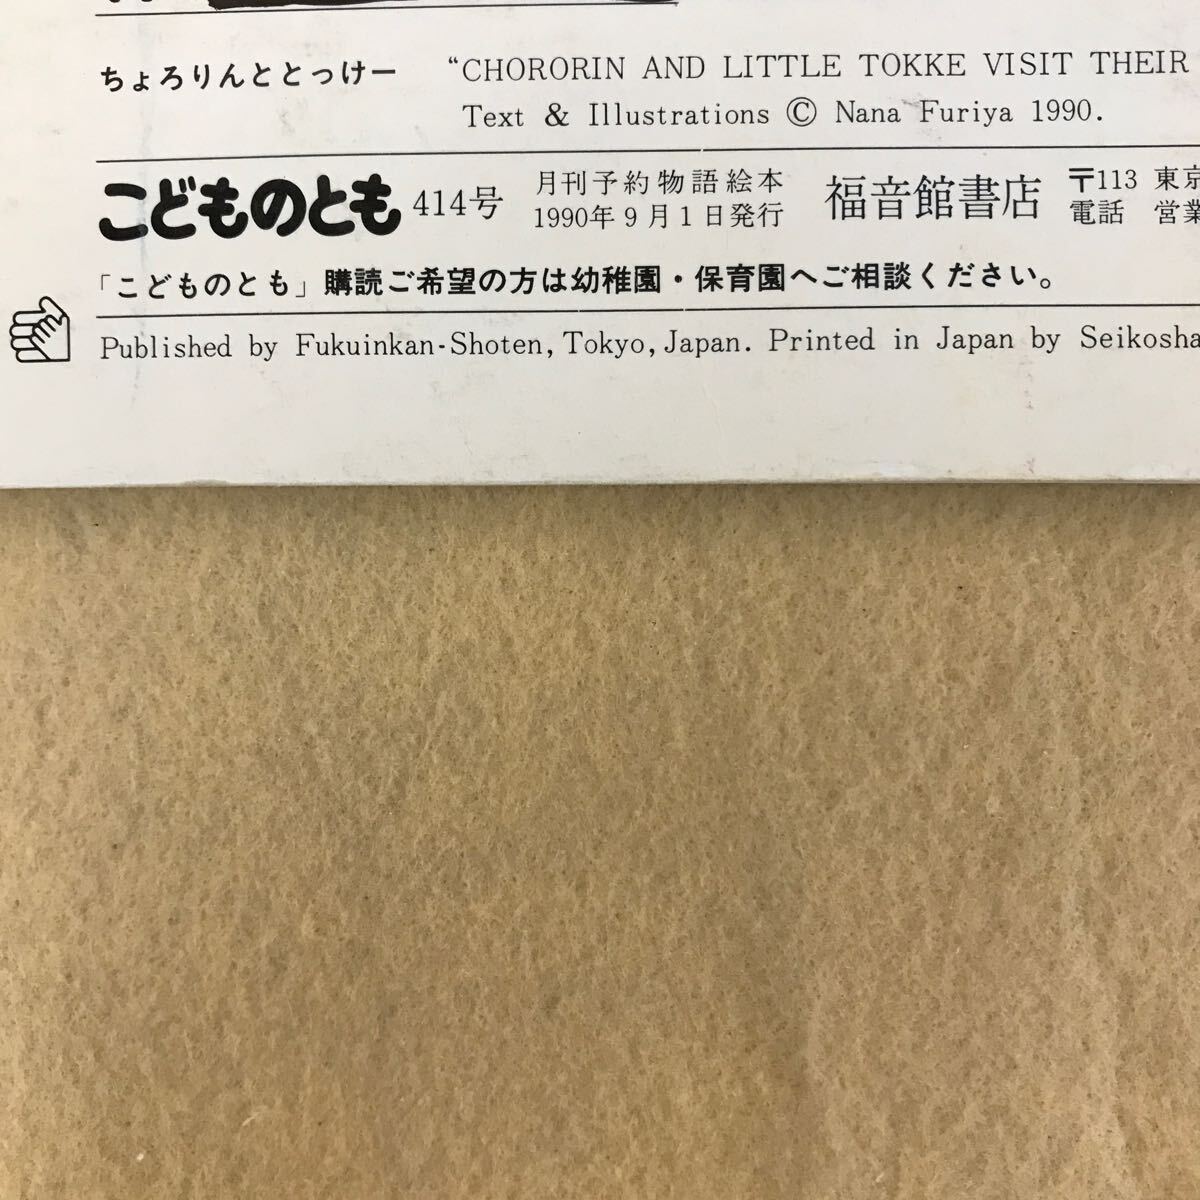 ちょろりんととっけー　“CHORORIN AND LITTLE TOKKE VISIT THEIR
Text & Illustrations © Nana Furiya 1990.
こどものとも 414号　月刊予約物語絵本　福音館書店　〒113 東京
1990年9月1日発行　電話　営業
「こどものとも」購読ご希望の方は幼稚園・保育園へご相談ください。
Published by Fukuinkan-Shoten, Tokyo, Japan. Printed in Japan by Seikosha